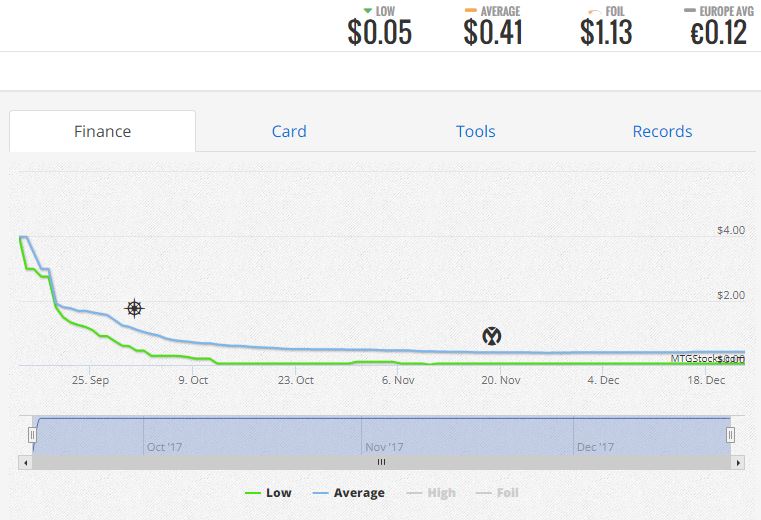 LOW AVERAGE FOIL EUROPE AVG
$0.05 $0.41 $1.13 €0.12
Finance Card Tools Records
$4.00
$2.00
MTGStocks.com
$0.00
25. Sep 9. Oct 23. Oct 6. Nov 20. Nov 4. Dec 18. Dec
Oct '17 Nov '17 Dec '17
Low Average High Foil